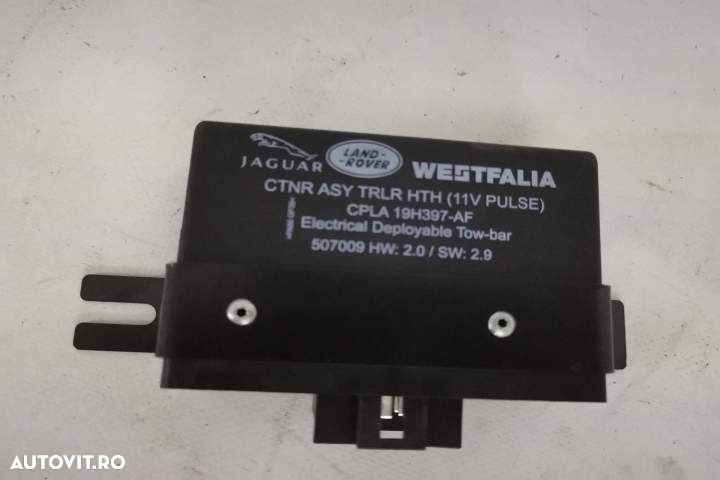 JAGUAR
LAND-
-ROVER
WESTFALIA
CTNR ASY TRLR HTH (11V PULSE)
CPLA 19H397-AF
Electrical Deployable Tow-bar
507009 HW: 2.0 / SW: 2.9
AUTOVIT.RO